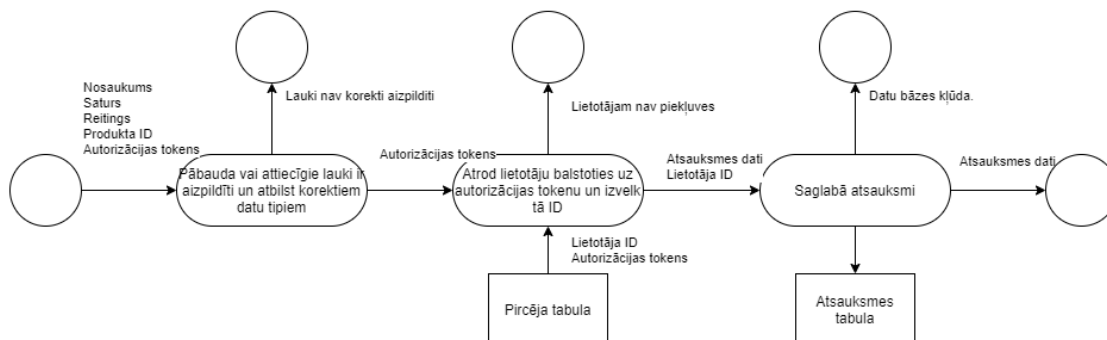 Nosaukums
Saturs
Reitings
Produkta ID
Autorizācijas tokens
Pābauda vai attiecīgie lauki ir
aizpildīti un atbilst korektiem
datu tipiem
Lauki nav korekti aizpilditi
Autorizācijas tokens
Atrod lietotāju balstoties uz
autorizācijas tokenu un izvelk
tā ID
Lietotājam nav piekļuves
Lietotāja ID
Autorizācijas tokens
Pircēja tabula
Atsauksmes dati
Lietotāja ID
Saglabā atsauksmi
Datu bāzes kļūda.
Atsauksmes
tabula
Atsauksmes dati